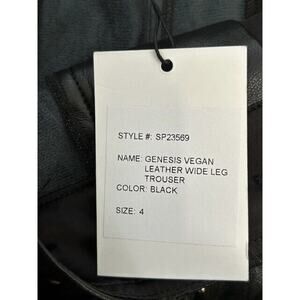 STYLE #: SP23569
NAME: GENESIS VEGAN
LEATHER WIDE LEG
TROUSER
COLOR: BLACK
SIZE: 4